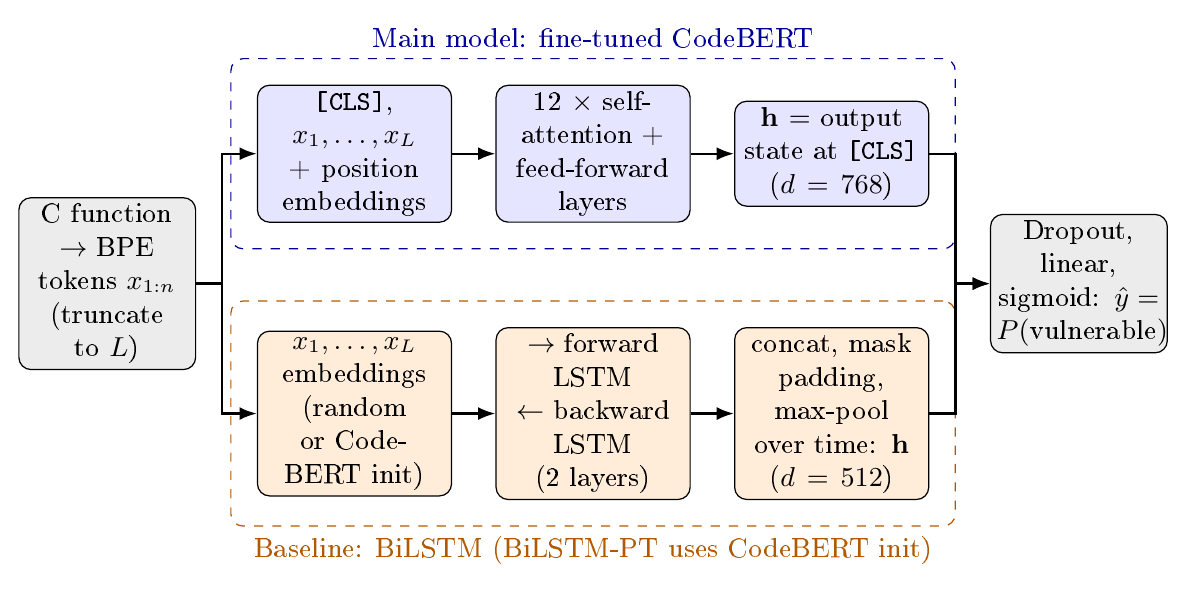 Main model: fine-tuned CodeBERT
C function
→ BPE
tokens x_{1:n}
(truncate
to L)
[CLS],
x_1, . . . , x_L
+ position
embeddings
12 × self-
attention +
feed-forward
layers
h = output
state at [CLS]
(d = 768)
x_1, . . . , x_L
embeddings
(random
or Code-
BERT init)
→ forward
LSTM
← backward
LSTM
(2 layers)
concat, mask
padding,
max-pool
over time: h
(d = 512)
Dropout,
linear,
sigmoid: ŷ =
P(vulnerable)
Baseline: BiLSTM (BiLSTM-PT uses CodeBERT init)